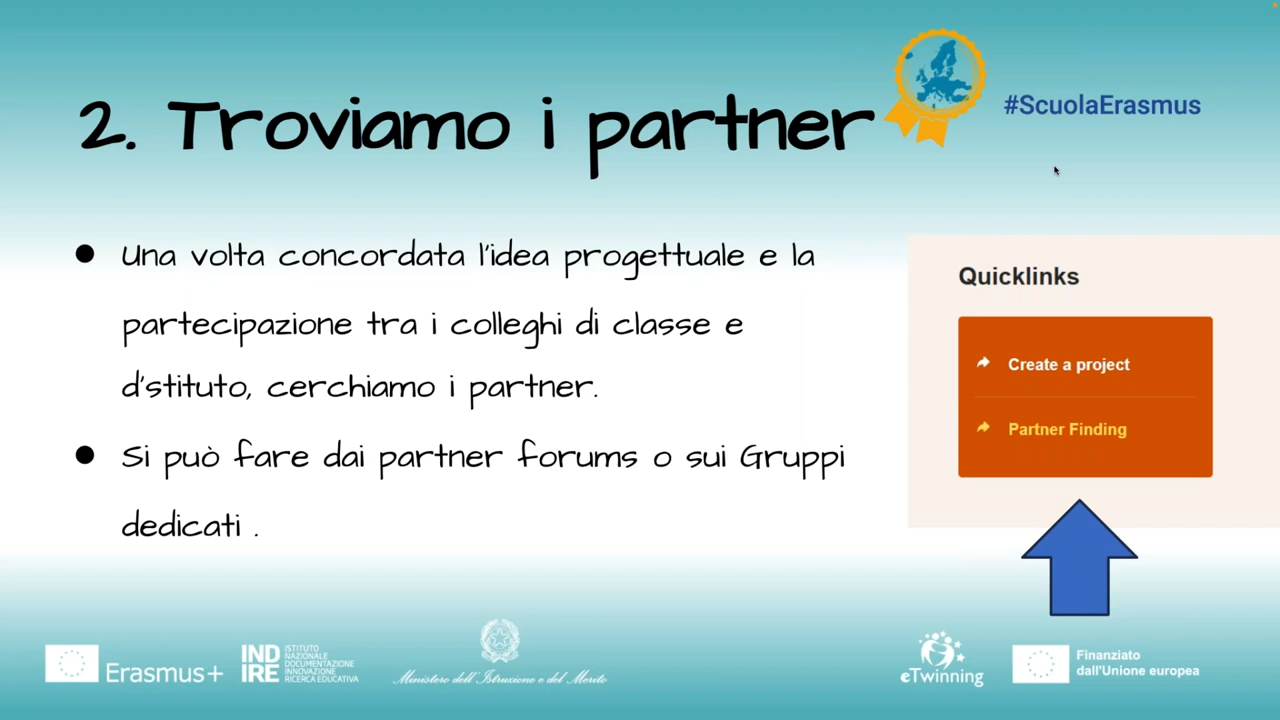 2. Troviamo i partner
#ScuolaErasmus
● Una volta concordata l'idea progettuale e la
partecipazione tra i colleghi di classe e
d'stituto, cerchiamo i partner.
● Si può fare dai partner forums o sui Gruppi
dedicati .
Quicklinks
Create a project
Partner Finding
Erasmus+
INDIRE
ISTITUTO
NAZIONALE
DOCUMENTAZIONE
INNOVAZIONE
RICERCA EDUCATIVA
Ministero dell'Istruzione e del Merito
eTwinning
Finanziato
dall'Unione europea